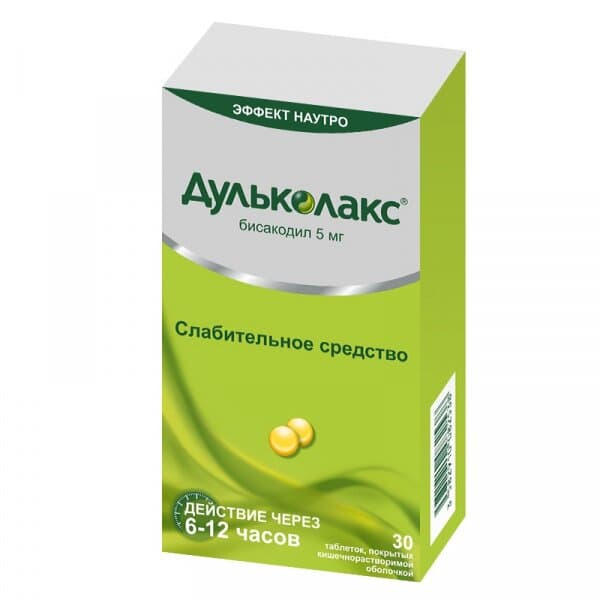 ЭФФЕКТ НАУТРО
Дульколакс®
бисакодил 5 мг
Слабительное средство
ДЕЙСТВИЕ ЧЕРЕЗ
6-12 часов
30
таблеток, покрытых
кишечнорастворимой
оболочкой